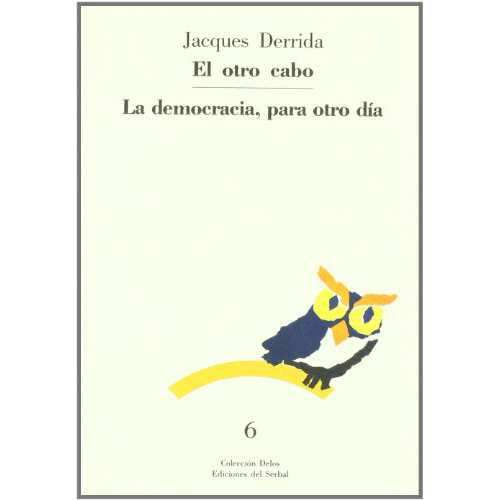 Jacques Derrida
El otro cabo
La democracia, para otro día
6
Colección Delos
Ediciones del Serbal